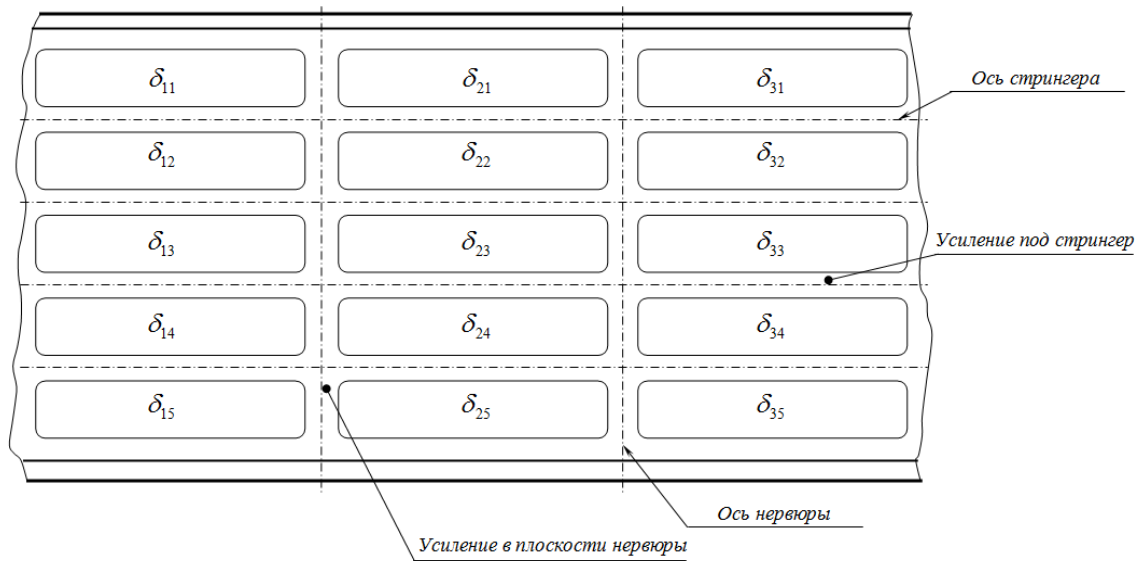 δ11 δ21 δ31
Ось стрингера
δ12 δ22 δ32
δ13 δ23 δ33
Усиление под стрингер
δ14 δ24 δ34
δ15 δ25 δ35
Ось нервюры
Усиление в плоскости нервюры